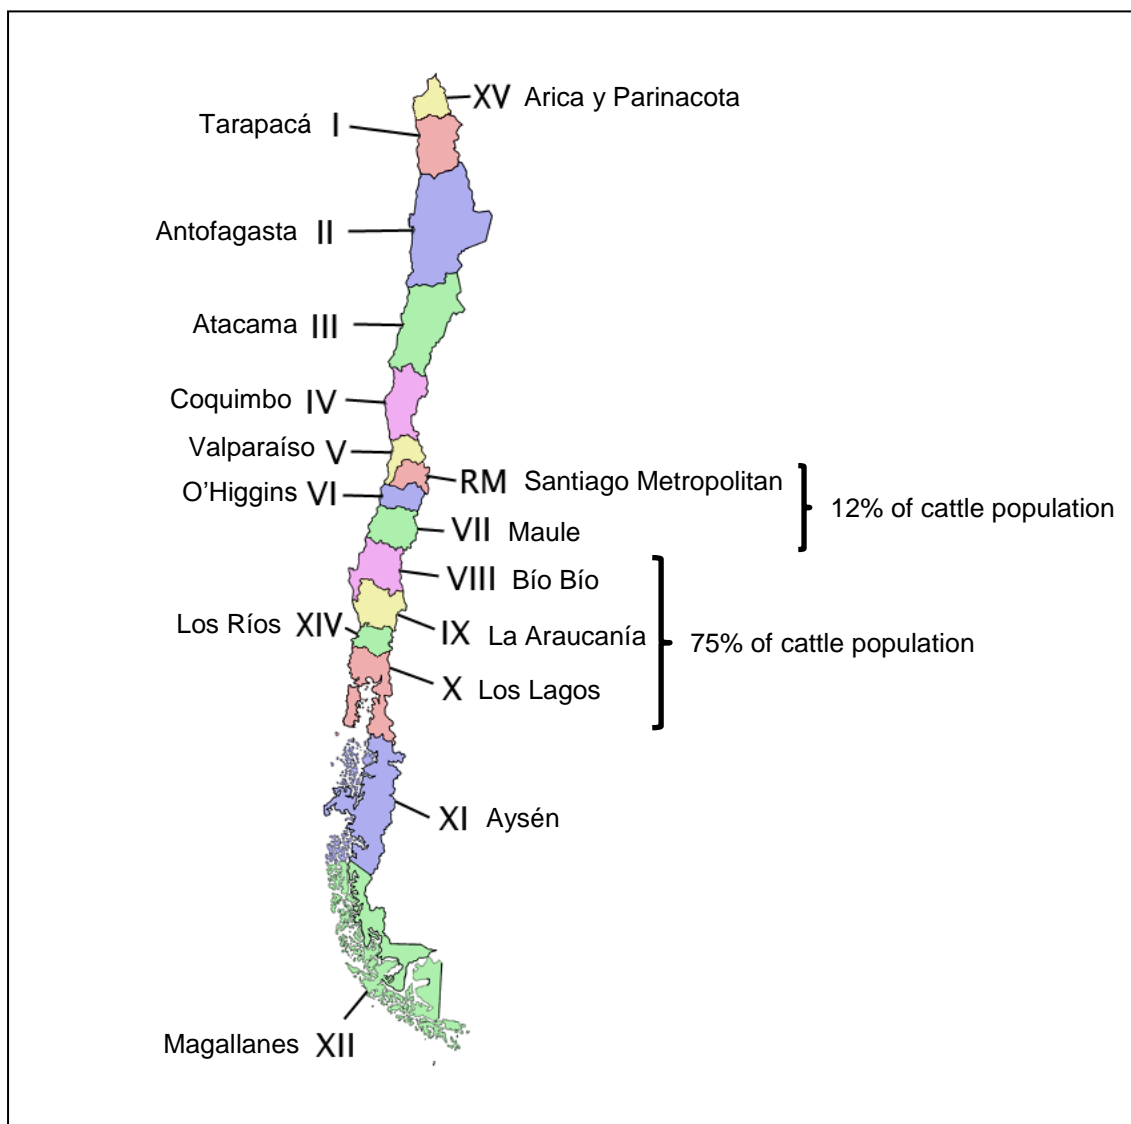 XV Arica y Parinacota
Tarapacá I
Antofagasta II
Atacama III
Coquimbo IV
Valparaíso V
RM Santiago Metropolitan
O'Higgins VI
12% of cattle population
VII Maule
VIII Bío Bío
Los Ríos XIV
IX La Araucanía
75% of cattle population
X Los Lagos
XI Aysén
Magallanes XII